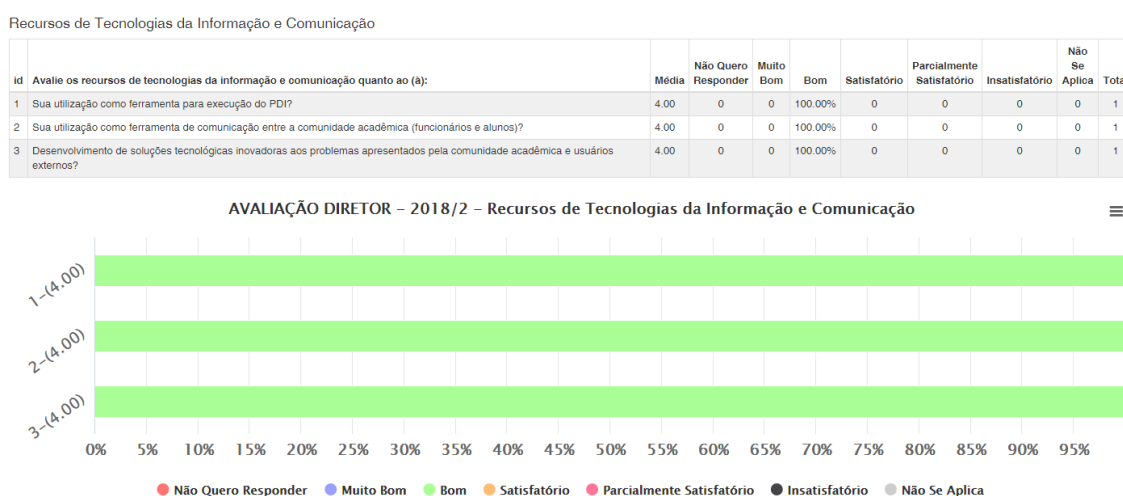 Recursos de Tecnologias da Informação e Comunicação
id Avalie os recursos de tecnologias da informação e comunicação quanto ao (à): Média Não Quero Responder Muito Bom Bom Satisfatório Parcialmente Satisfatório Insatisfatório Não Se Aplica Tota
1 Sua utilização como ferramenta para execução do PDI? 4.00 0 0 100.00% 0 0 0 0 1
2 Sua utilização como ferramenta de comunicação entre a comunidade acadêmica (funcionários e alunos)? 4.00 0 0 100.00% 0 0 0 0 1
3 Desenvolvimento de soluções tecnológicas inovadoras aos problemas apresentados pela comunidade acadêmica e usuários 4.00 0 0 100.00% 0 0 0 0 1
externos?
AVALIAÇÃO DIRETOR - 2018/2 - Recursos de Tecnologias da Informação e Comunicação
1-(4.00)
2-(4.00)
3-(4.00)
0% 5% 10% 15% 20% 25% 30% 35% 40% 45% 50% 55% 60% 65% 70% 75% 80% 85% 90% 95%
Não Quero Responder Muito Bom Bom Satisfatório Parcialmente Satisfatório Insatisfatório Não Se Aplica